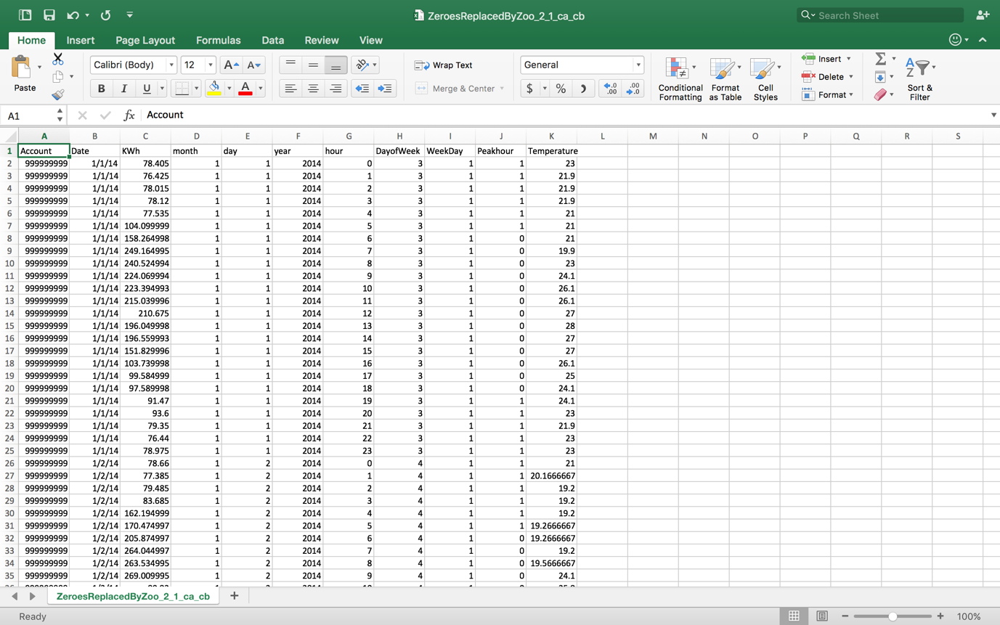 ZeroesReplacedByZoo_2_1_ca_cb
Search Sheet
Home Insert Page Layout Formulas Data Review View
Paste
Calibri (Body) 12 A A
B I U A
Wrap Text
Merge & Center
General
$ % )
Conditional Formatting
Format as Table
Cell Styles
Insert
Delete
Format
Sort & Filter
A1 fx Account
A B C D E F G H I J K L M N O P Q R S
1 Account Date KWh month day year hour DayofWeek WeekDay Peakhour Temperature
2 999999999 1/1/14 78.405 1 1 2014 0 3 1 1 23
3 999999999 1/1/14 76.425 1 1 2014 1 3 1 1 21.9
4 999999999 1/1/14 78.015 1 1 2014 2 3 1 1 21.9
5 999999999 1/1/14 78.12 1 1 2014 3 3 1 1 21.9
6 999999999 1/1/14 77.535 1 1 2014 4 3 1 1 21
7 999999999 1/1/14 104.099999 1 1 2014 5 3 1 1 21
8 999999999 1/1/14 158.264998 1 1 2014 6 3 1 0 21
9 999999999 1/1/14 249.164995 1 1 2014 7 3 1 0 19.9
10 999999999 1/1/14 240.524994 1 1 2014 8 3 1 0 23
11 999999999 1/1/14 224.069994 1 1 2014 9 3 1 0 24.1
12 999999999 1/1/14 223.394993 1 1 2014 10 3 1 0 26.1
13 999999999 1/1/14 215.039996 1 1 2014 11 3 1 0 26.1
14 999999999 1/1/14 210.675 1 1 2014 12 3 1 0 27
15 999999999 1/1/14 196.049998 1 1 2014 13 3 1 0 28
16 999999999 1/1/14 196.559993 1 1 2014 14 3 1 0 27
17 999999999 1/1/14 151.829996 1 1 2014 15 3 1 0 27
18 999999999 1/1/14 103.739998 1 1 2014 16 3 1 0 26.1
19 999999999 1/1/14 99.584999 1 1 2014 17 3 1 0 25
20 999999999 1/1/14 97.589998 1 1 2014 18 3 1 0 24.1
21 999999999 1/1/14 91.47 1 1 2014 19 3 1 1 24.1
22 999999999 1/1/14 93.6 1 1 2014 20 3 1 1 23
23 999999999 1/1/14 79.35 1 1 2014 21 3 1 1 21.9
24 999999999 1/1/14 76.44 1 1 2014 22 3 1 1 23
25 999999999 1/1/14 78.975 1 1 2014 23 3 1 1 23
26 999999999 1/2/14 78.66 1 2 2014 0 4 1 1 21
27 999999999 1/2/14 77.385 1 2 2014 1 4 1 1 20.1666667
28 999999999 1/2/14 79.485 1 2 2014 2 4 1 1 19.2
29 999999999 1/2/14 83.685 1 2 2014 3 4 1 1 19.2
30 999999999 1/2/14 162.194999 1 2 2014 4 4 1 1 19.2
31 999999999 1/2/14 170.474997 1 2 2014 5 4 1 1 19.2666667
32 999999999 1/2/14 205.874997 1 2 2014 6 4 1 0 19.2666667
33 999999999 1/2/14 264.044997 1 2 2014 7 4 1 0 19.2
34 999999999 1/2/14 263.534995 1 2 2014 8 4 1 0 19.5666667
35 999999999 1/2/14 269.009995 1 2 2014 9 4 1 0 24.1
ZeroesReplacedByZoo_2_1_ca_cb +
Ready 100%